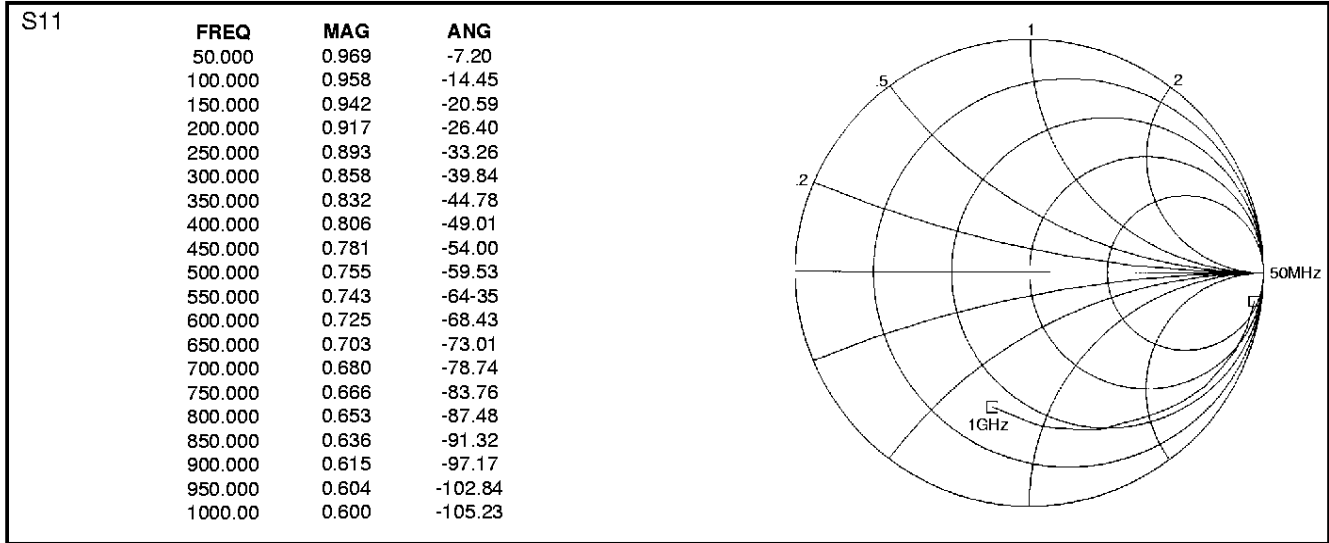 S11
FREQ MAG ANG
50.000 0.969 -7.20
100.000 0.958 -14.45
150.000 0.942 -20.59
200.000 0.917 -26.40
250.000 0.893 -33.26
300.000 0.858 -39.84
350.000 0.832 -44.78
400.000 0.806 -49.01
450.000 0.781 -54.00
500.000 0.755 -59.53
550.000 0.743 -64-35
600.000 0.725 -68.43
650.000 0.703 -73.01
700.000 0.680 -78.74
750.000 0.666 -83.76
800.000 0.653 -87.48
850.000 0.636 -91.32
900.000 0.615 -97.17
950.000 0.604 -102.84
1000.00 0.600 -105.23
1
.5
2
.2
50MHz
1GHz